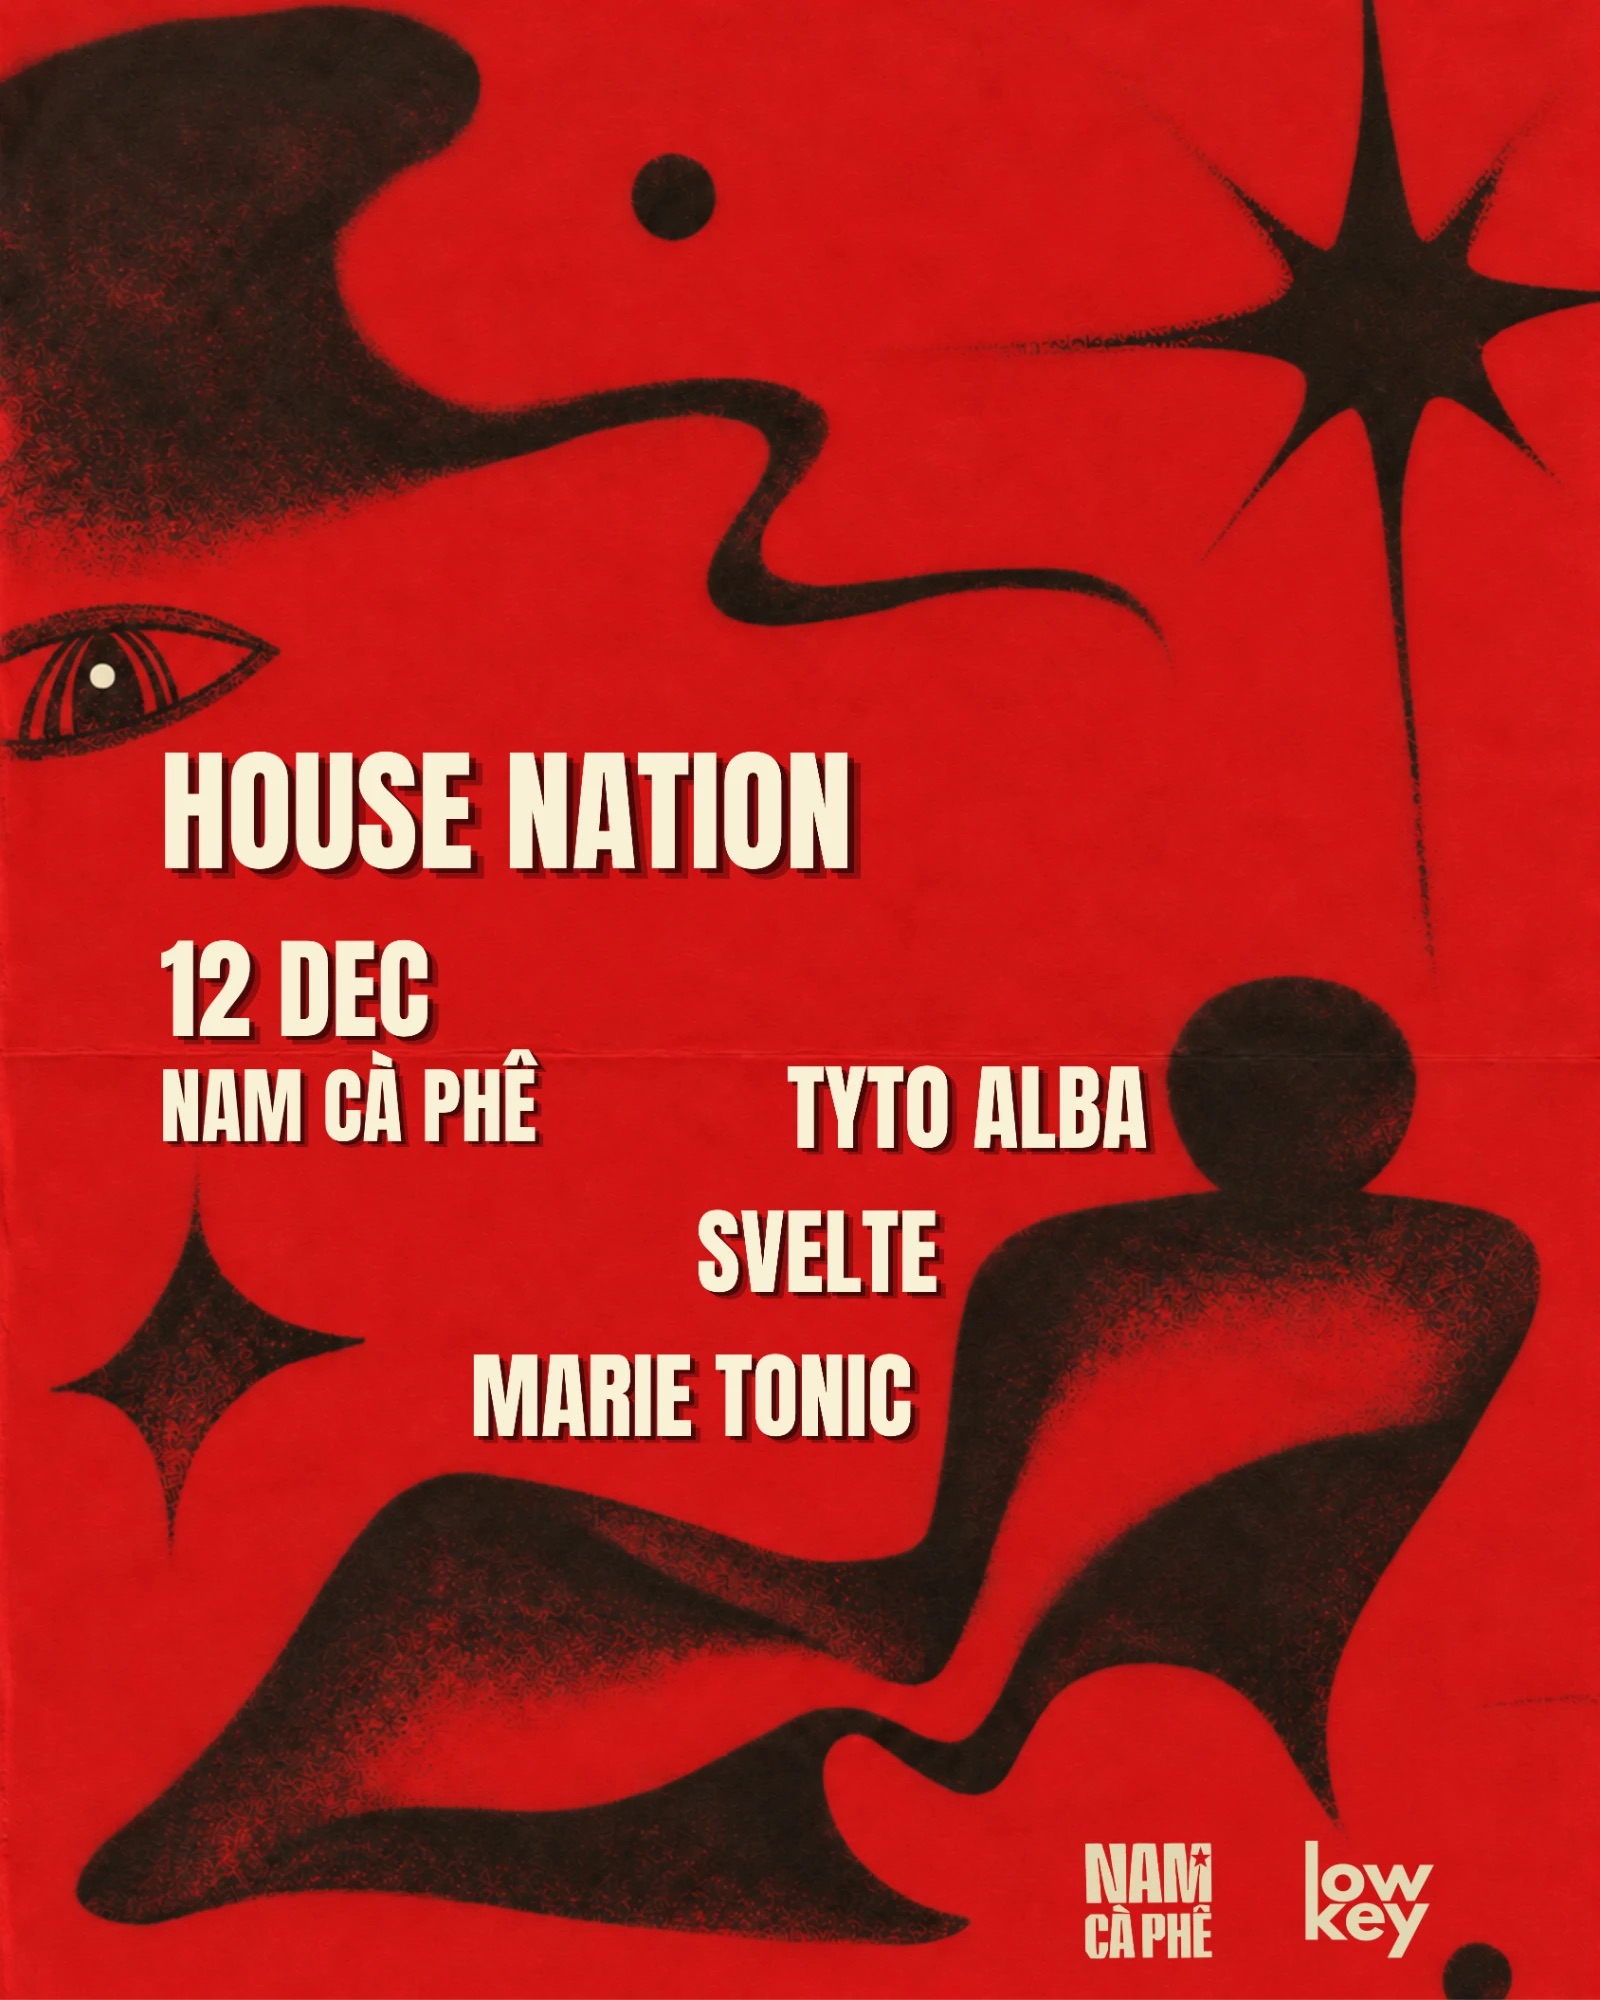 HOUSE NATION
12 DEC
NAM CÀ PHÊ
TYTO ALBA
SVELTE
MARIE TONIC
NAM
CÀ PHÊ
low
key